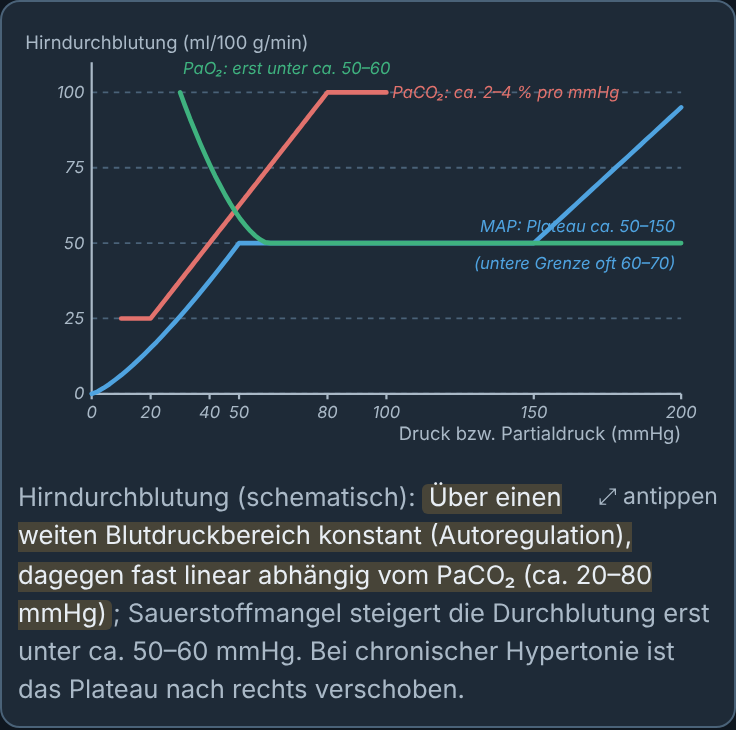 Hirndurchblutung (ml/100 g/min)
PaO₂: erst unter ca. 50–60
100
PaCO₂: ca. 2–4 % pro mmHg
75
MAP: Plateau ca. 50–150
50
(untere Grenze oft 60–70)
25
0
0 20 40 50 80 100 150 200
Druck bzw. Partialdruck (mmHg)
Hirndurchblutung (schematisch): Über einen
⤢ antippen
weiten Blutdruckbereich konstant (Autoregulation),
dagegen fast linear abhängig vom PaCO₂ (ca. 20–80
mmHg); Sauerstoffmangel steigert die Durchblutung erst
unter ca. 50–60 mmHg. Bei chronischer Hypertonie ist
das Plateau nach rechts verschoben.